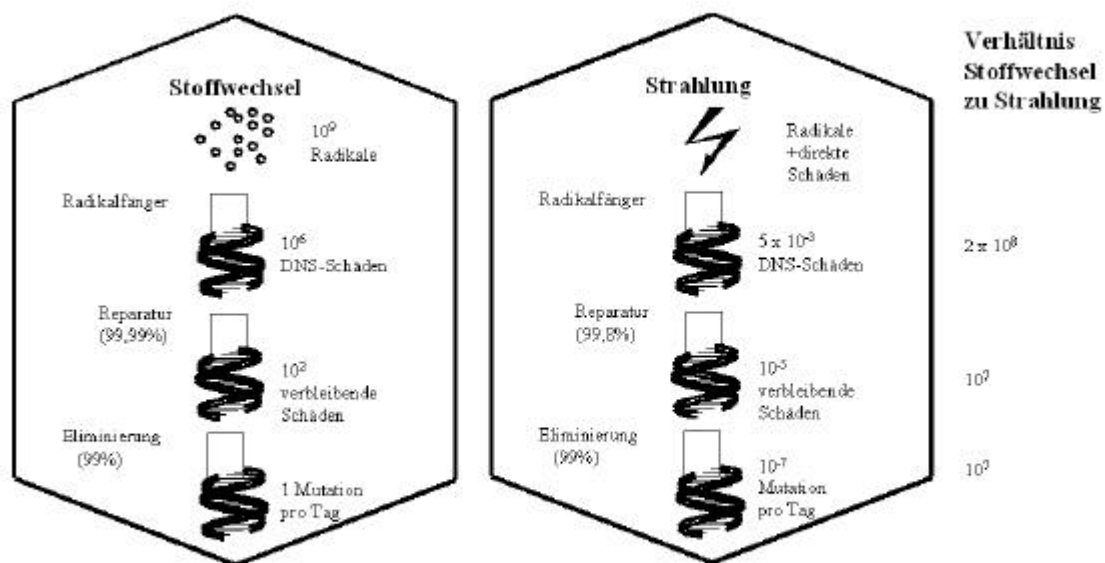 Stoffwechsel
10⁹
Radikale
Radikalfänger
10⁶
DNS-Schäden
Reparatur
(99,99%)
10²
verbleibende
Schäden
Eliminierung
(99%)
1 Mutation
pro Tag
Strahlung
Radikale
+direkte
Schäden
Radikalfänger
5 x 10⁻³
DNS-Schäden
Reparatur
(99,8%)
10⁻⁵
verbleibende
Schäden
Eliminierung
(99%)
10⁻⁷
Mutation
pro Tag
Verhältnis
Stoffwechsel
zu Strahlung
2 x 10⁸
10⁷
10⁷